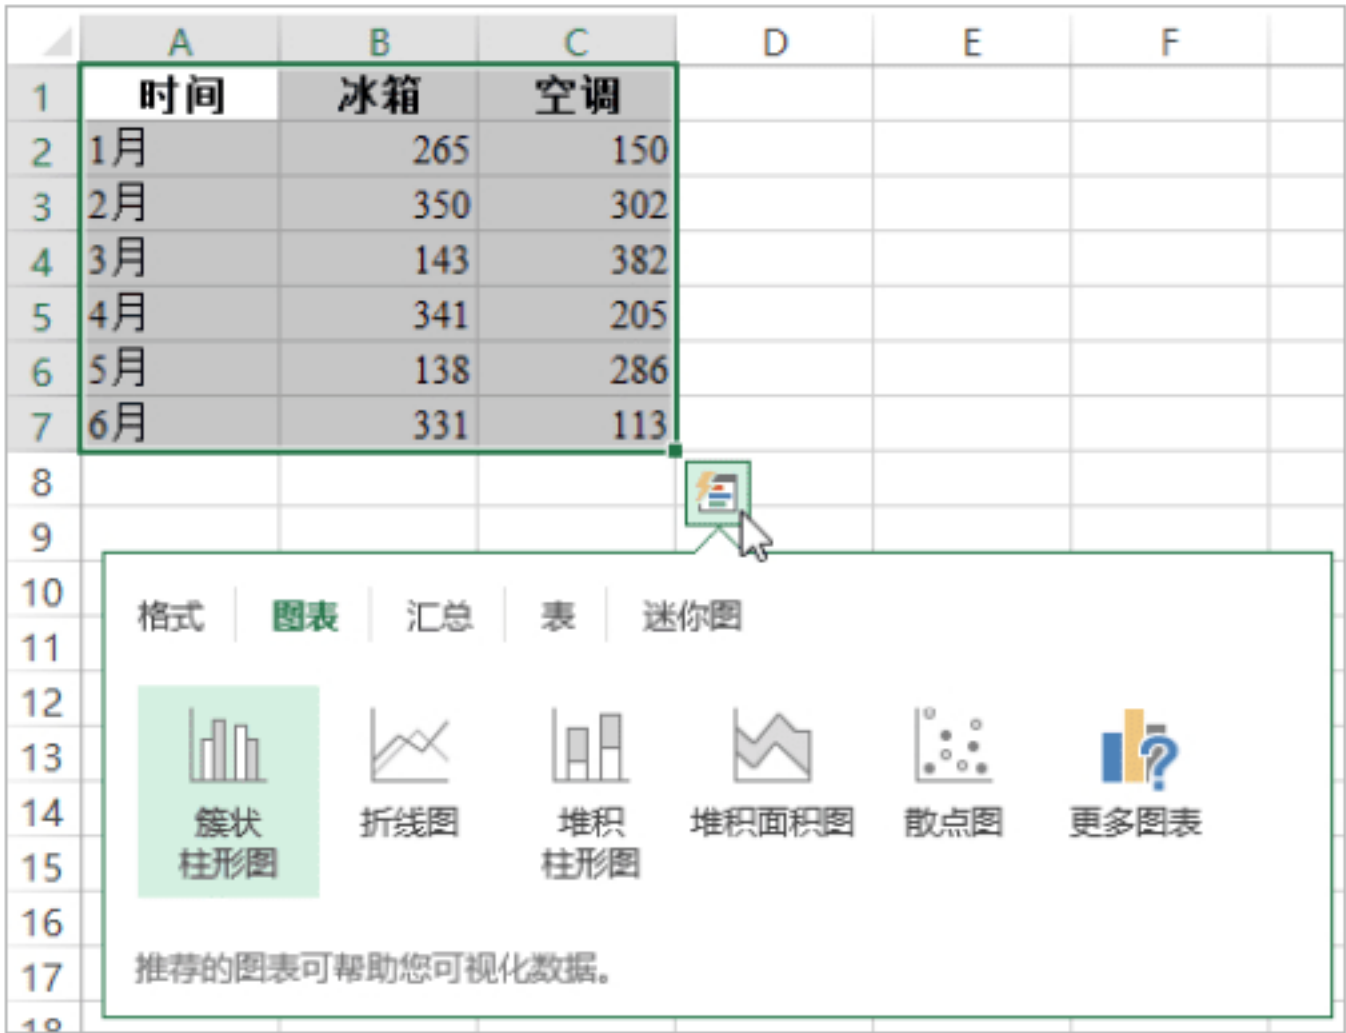 A B C D E F
1 时间 冰箱 空调
2 1月 265 150
3 2月 350 302
4 3月 143 382
5 4月 341 205
6 5月 138 286
7 6月 331 113
8
9
10
格式 图表 汇总 表 迷你图
11
12
13
14
簇状 折线图 堆积 堆积面积图 散点图 更多图表
15
柱形图 柱形图
16
17
推荐的图表可帮助您可视化数据。
18